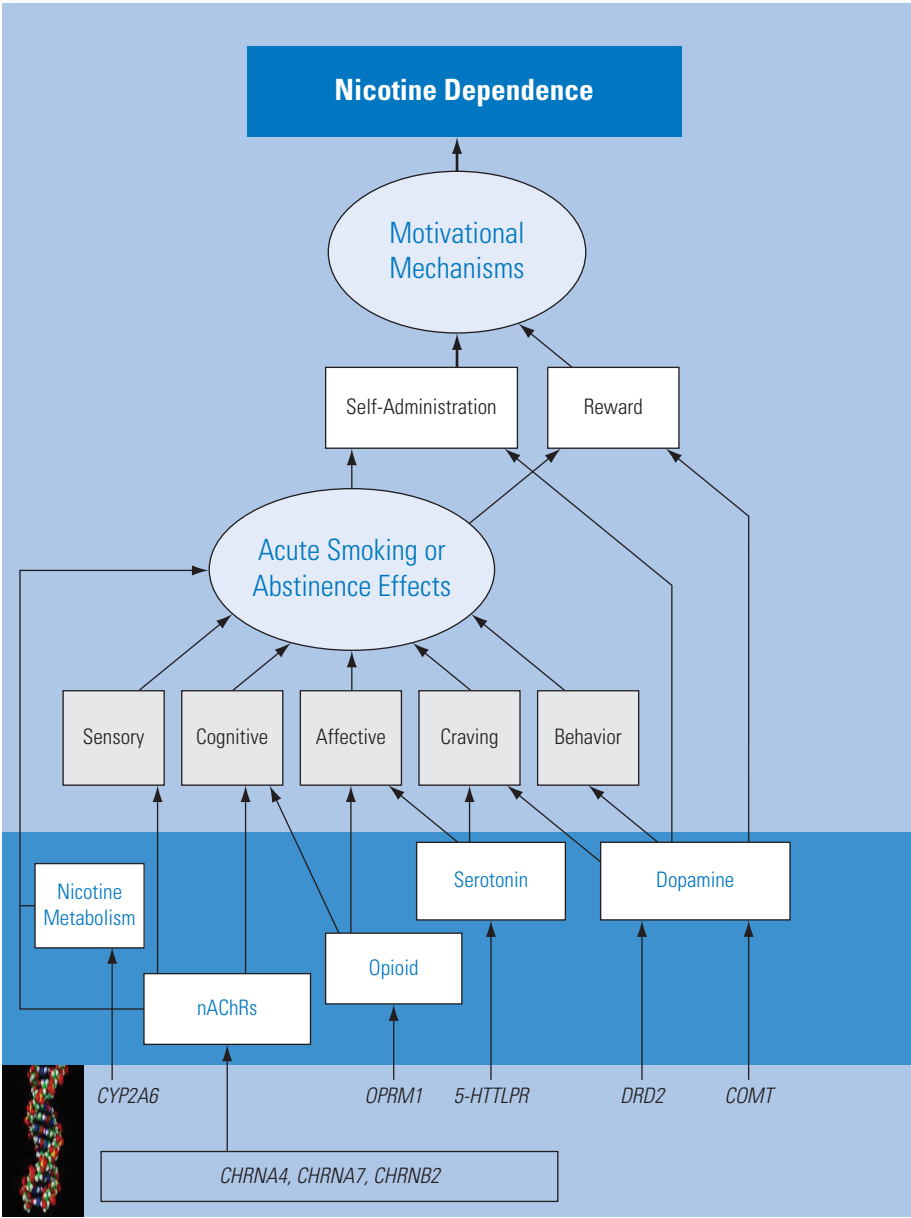 Nicotine Dependence
Motivational
Mechanisms
Self-Administration
Reward
Acute Smoking or
Abstinence Effects
Sensory
Cognitive
Affective
Craving
Behavior
Nicotine
Metabolism
nAChRs
Opioid
Serotonin
Dopamine
CYP2A6
OPRM1
5-HTTLPR
DRD2
COMT
CHRNA4, CHRNA7, CHRNB2